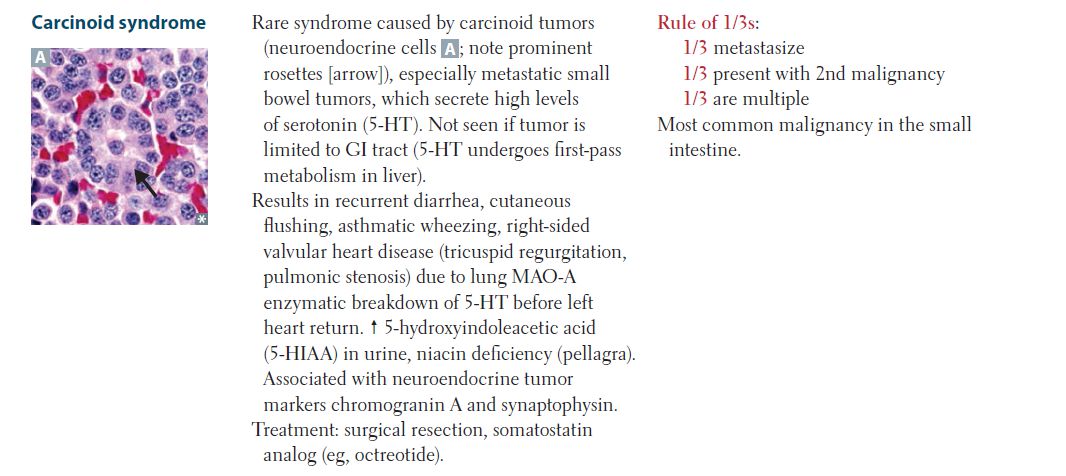 Carcinoid syndrome
A
*
Rare syndrome caused by carcinoid tumors
(neuroendocrine cells A; note prominent
rosettes [arrow]), especially metastatic small
bowel tumors, which secrete high levels
of serotonin (5-HT). Not seen if tumor is
limited to GI tract (5-HT undergoes first-pass
metabolism in liver).
Results in recurrent diarrhea, cutaneous
flushing, asthmatic wheezing, right-sided
valvular heart disease (tricuspid regurgitation,
pulmonic stenosis) due to lung MAO-A
enzymatic breakdown of 5-HT before left
heart return. ↑ 5-hydroxyindoleacetic acid
(5-HIAA) in urine, niacin deficiency (pellagra).
Associated with neuroendocrine tumor
markers chromogranin A and synaptophysin.
Treatment: surgical resection, somatostatin
analog (eg, octreotide).
Rule of 1/3s:
1/3 metastasize
1/3 present with 2nd malignancy
1/3 are multiple
Most common malignancy in the small
intestine.